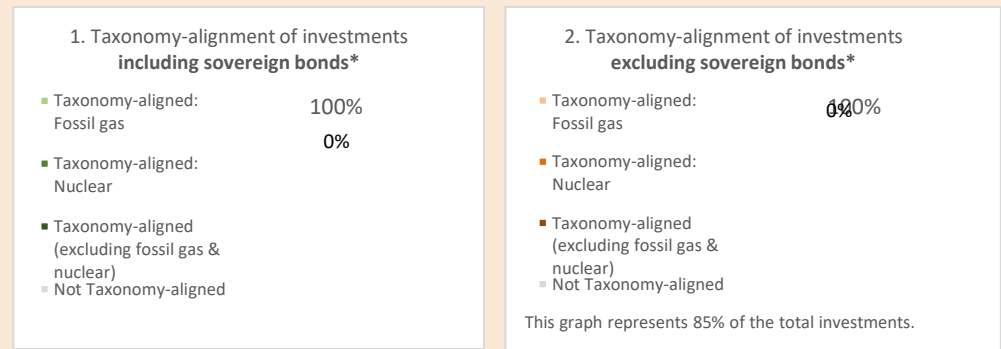 1. Taxonomy-alignment of investments
including sovereign bonds*
Taxonomy-aligned:
Fossil gas
Taxonomy-aligned:
Nuclear
Taxonomy-aligned
(excluding fossil gas &
nuclear)
Not Taxonomy-aligned
100%
0%
2. Taxonomy-alignment of investments
excluding sovereign bonds*
Taxonomy-aligned:
Fossil gas
Taxonomy-aligned:
Nuclear
Taxonomy-aligned
(excluding fossil gas &
nuclear)
Not Taxonomy-aligned
100%
0%
This graph represents 85% of the total investments.